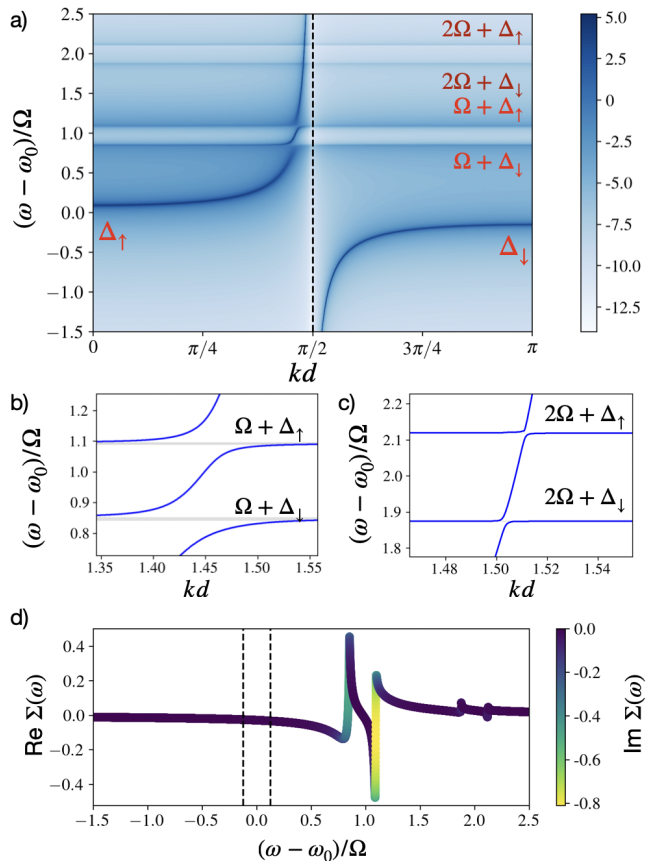 a)
2.5
2.0
1.5
1.0
0.5
0.0
−0.5
−1.0
−1.5
(ω − ω₀)/Ω
2Ω + Δ↑
2Ω + Δ↓
Ω + Δ↑
Ω + Δ↓
Δ↑
Δ↓
0
π/4
π/2
3π/4
π
kd
5.0
2.5
0.0
−2.5
−5.0
−7.5
−10.0
−12.5
b)
1.2
1.1
1.0
0.9
0.8
(ω − ω₀)/Ω
Ω + Δ↑
Ω + Δ↓
1.35
1.40
1.45
1.50
1.55
kd
c)
2.2
2.1
2.0
1.9
1.8
(ω − ω₀)/Ω
2Ω + Δ↑
2Ω + Δ↓
1.48
1.50
1.52
1.54
kd
d)
0.4
0.2
0.0
−0.2
−0.4
Re Σ(ω)
−1.5
−1.0
−0.5
0.0
0.5
1.0
1.5
2.0
2.5
(ω − ω₀)/Ω
0.0
−0.2
−0.4
−0.6
−0.8
Im Σ(ω)